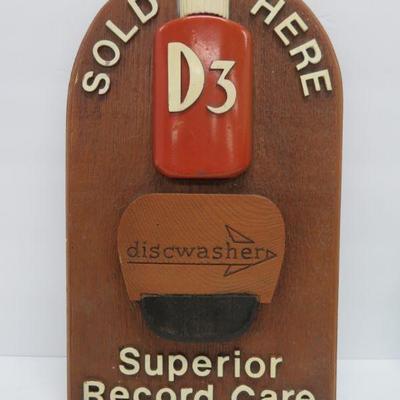 SOLD HERE
D3
discwasher
Superior
Record Care